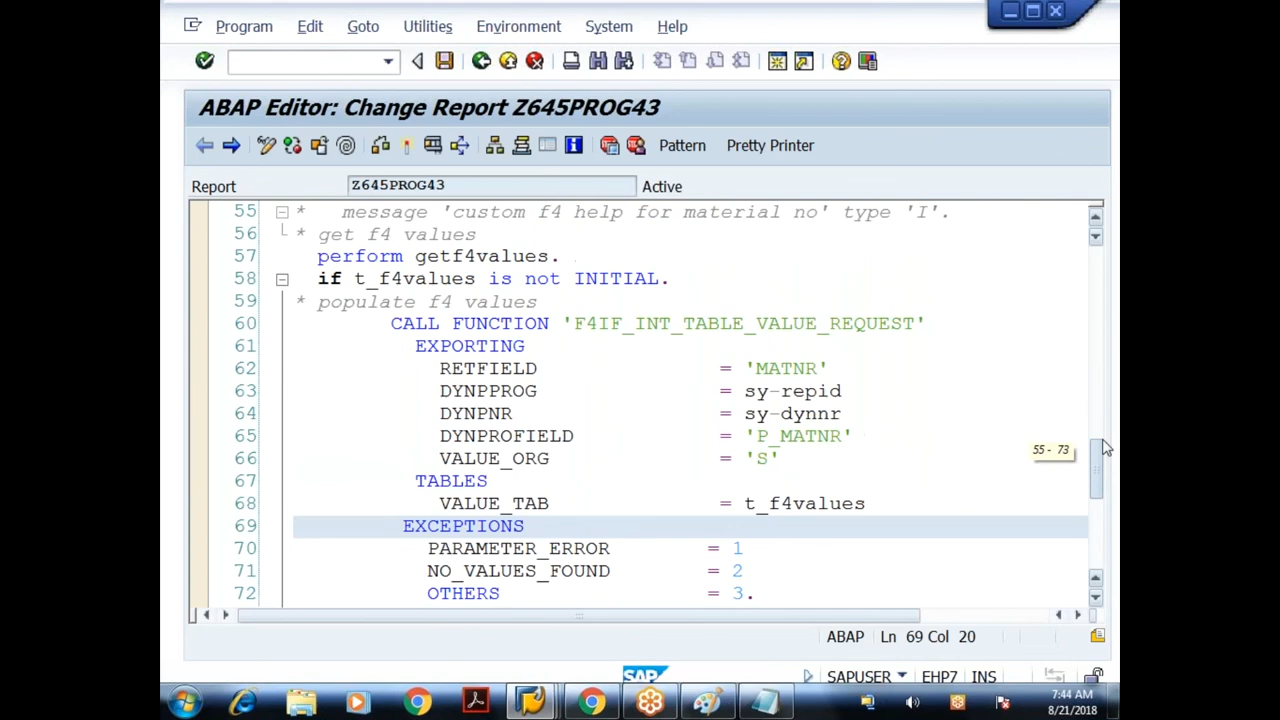 Program Edit Goto Utilities Environment System Help
ABAP Editor: Change Report Z645PROG43
Pattern Pretty Printer
Report Z645PROG43 Active
55 * message 'custom f4 help for material no' type 'I'.
56 * get f4 values
57 perform getf4values.
58 if t_f4values is not INITIAL.
59 * populate f4 values
60 CALL FUNCTION 'F4IF_INT_TABLE_VALUE_REQUEST'
61 EXPORTING
62 RETFIELD = 'MATNR'
63 DYNPPROG = sy-repid
64 DYNPNR = sy-dynnr
65 DYNPROFIELD = 'P_MATNR'
66 VALUE_ORG = 'S'
55 - 73
67 TABLES
68 VALUE_TAB = t_f4values
69 EXCEPTIONS
70 PARAMETER_ERROR = 1
71 NO_VALUES_FOUND = 2
72 OTHERS = 3.
ABAP Ln 69 Col 20
SAP
SAPUSER EHP7 INS
7:44 AM
8/21/2018